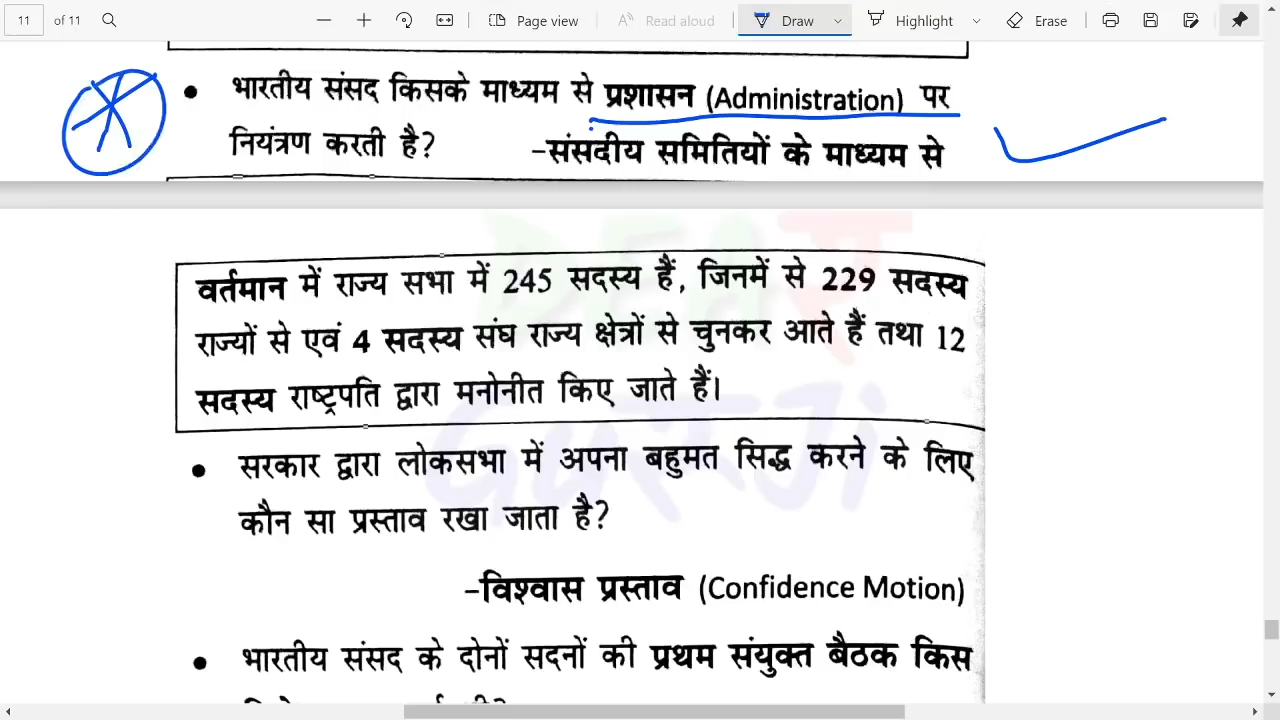 11 of 11 Page view Read aloud Draw Highlight Erase
• भारतीय संसद किसके माध्यम से प्रशासन (Administration) पर
नियंत्रण करती है? -संसदीय समितियों के माध्यम से
वर्तमान में राज्य सभा में 245 सदस्य हैं, जिनमें से 229 सदस्य
राज्यों से एवं 4 सदस्य संघ राज्य क्षेत्रों से चुनकर आते हैं तथा 12
सदस्य राष्ट्रपति द्वारा मनोनीत किए जाते हैं।
• सरकार द्वारा लोकसभा में अपना बहुमत सिद्ध करने के लिए
कौन सा प्रस्ताव रखा जाता है?
-विश्वास प्रस्ताव (Confidence Motion)
• भारतीय संसद के दोनों सदनों की प्रथम संयुक्त बैठक किस